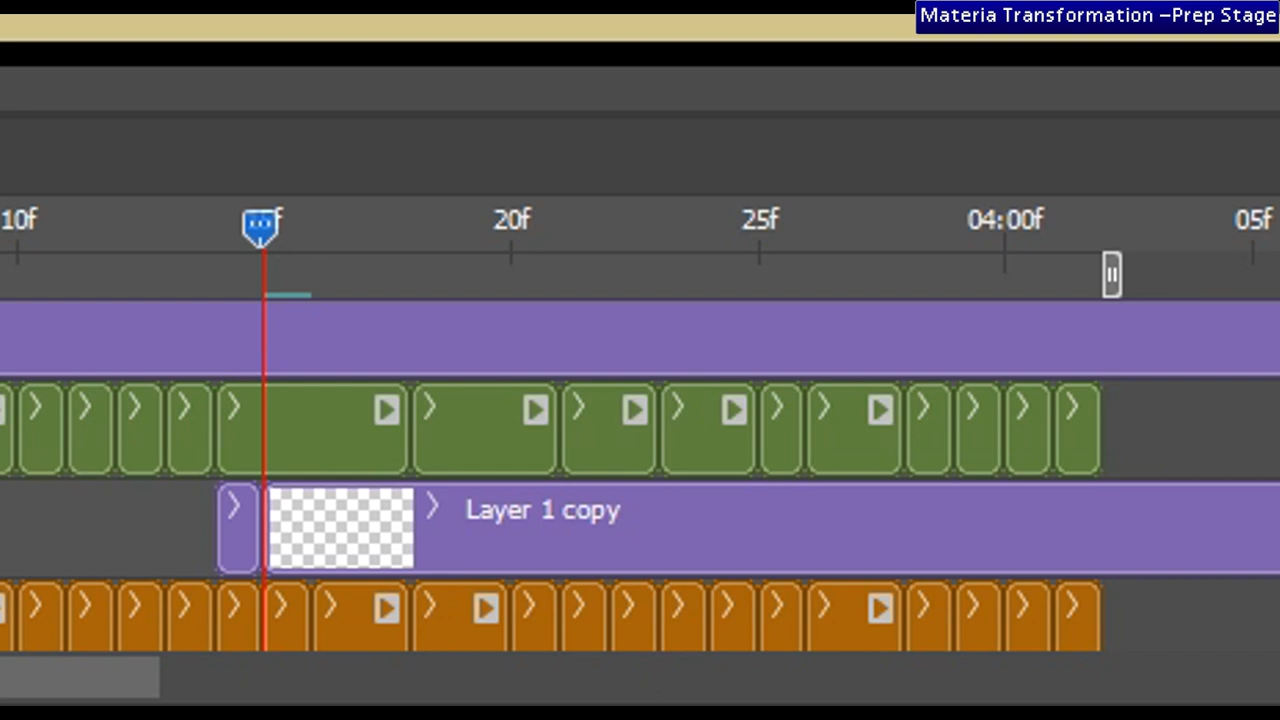 Materia Transformation –Prep Stage
10f f 20f 25f 04:00f 05f
Layer 1 copy